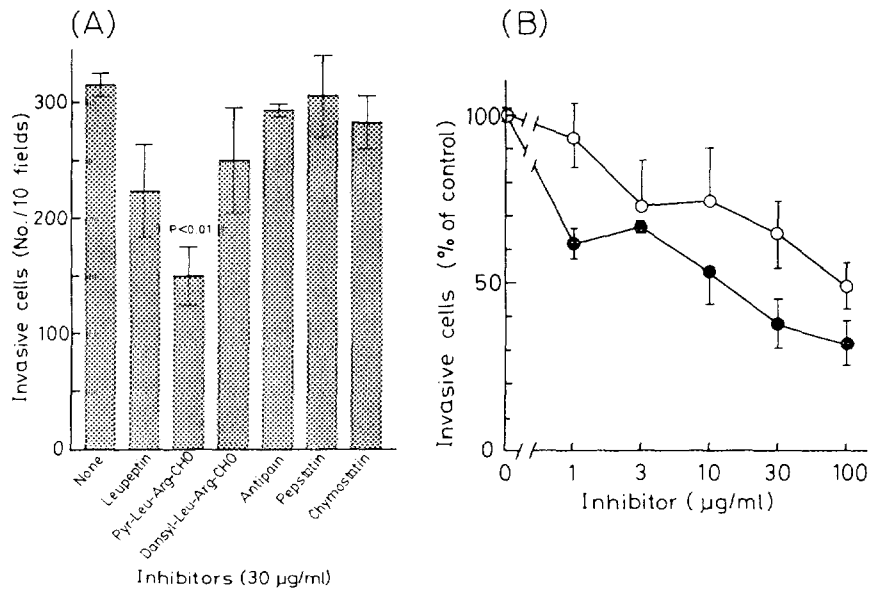 (A)
Invasive cells (No./10 fields)
300
200
100
0
P<0.01
None
Leupeptin
Pyr-Leu-Arg-CHO
Dansyl-Leu-Arg-CHO
Antipain
Pepstatin
Chymostatin
Inhibitors (30 µg/ml)
(B)
Invasive cells (% of control)
100
50
0
0 1 3 10 30 100
Inhibitor (µg/ml)